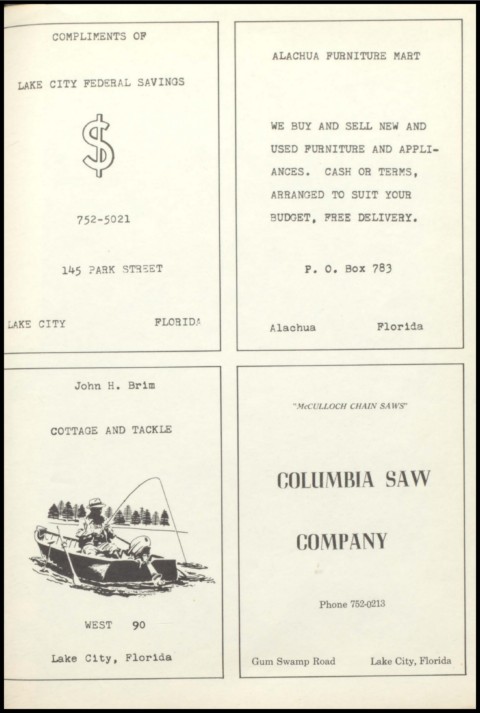 COMPLIMENTS OF
LAKE CITY FEDERAL SAVINGS
$
752-5021
145 PARK STREET
LAKE CITY FLORIDA
ALACHUA FURNITURE MART
WE BUY AND SELL NEW AND
USED FURNITURE AND APPLI-
ANCES. CASH OR TERMS,
ARRANGED TO SUIT YOUR
BUDGET, FREE DELIVERY.
P. O. Box 783
Alachua Florida
John H. Brim
COTTAGE AND TACKLE
WEST 90
Lake City, Florida
"McCULLOCH CHAIN SAWS"
COLUMBIA SAW
COMPANY
Phone 752-0213
Gum Swamp Road Lake City, Florida